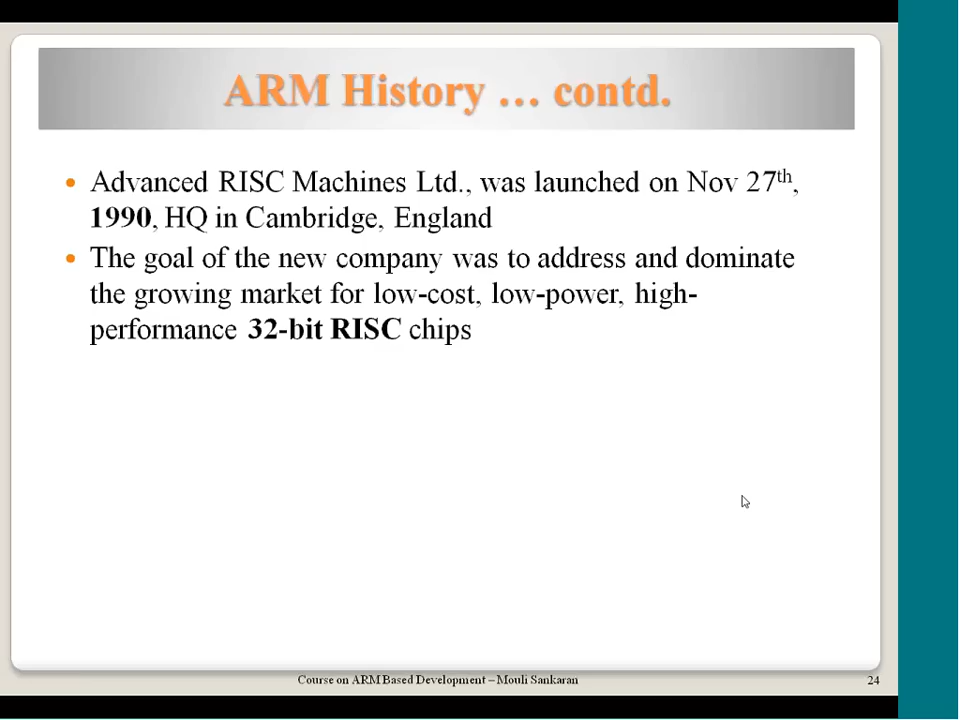 ARM History … contd.
• Advanced RISC Machines Ltd., was launched on Nov 27th,
1990, HQ in Cambridge, England
• The goal of the new company was to address and dominate
the growing market for low-cost, low-power, high-
performance 32-bit RISC chips
Course on ARM Based Development – Mouli Sankaran
24